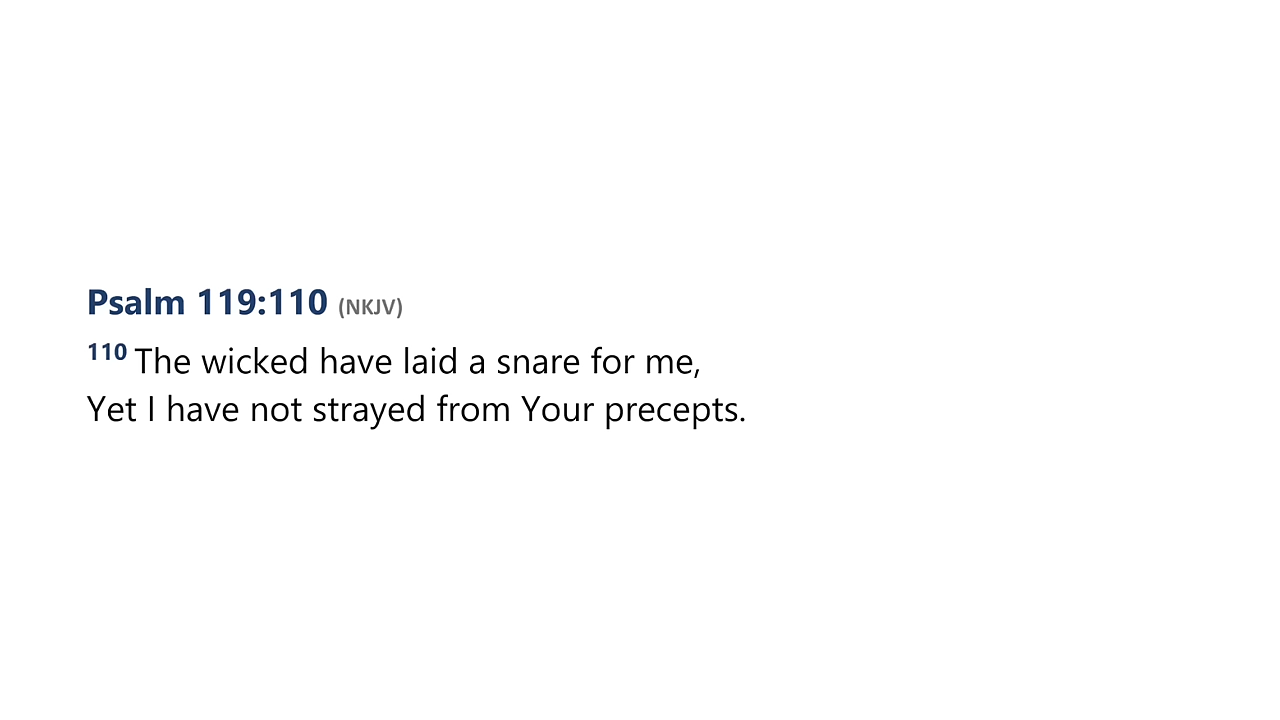 Psalm 119:110 (NKJV)
110 The wicked have laid a snare for me,
Yet I have not strayed from Your precepts.